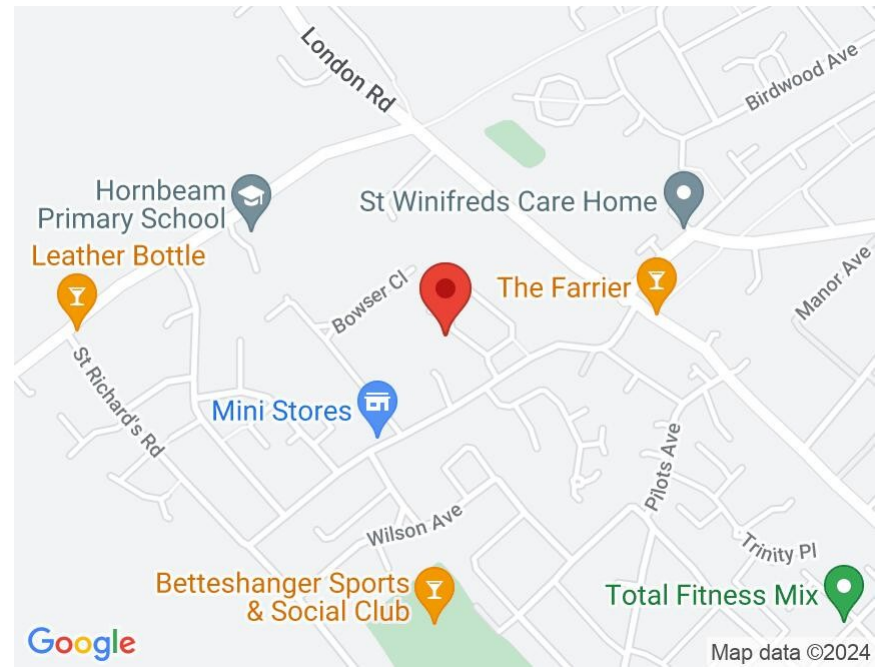 London Rd
Birdwood Ave
Hornbeam
Primary School
St Winifreds Care Home
Leather Bottle
Bowser Cl
The Farrier
Manor Ave
St Richard's Rd
Mini Stores
Pilots Ave
Wilson Ave
Trinity Pl
Betteshanger Sports
& Social Club
Total Fitness Mix
Google
Map data ©2024